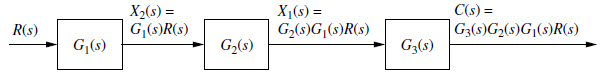 R(s)
G₁(s)
X₂(s) =
G₁(s)R(s)
G₂(s)
X₁(s) =
G₂(s)G₁(s)R(s)
G₃(s)
C(s) =
G₃(s)G₂(s)G₁(s)R(s)